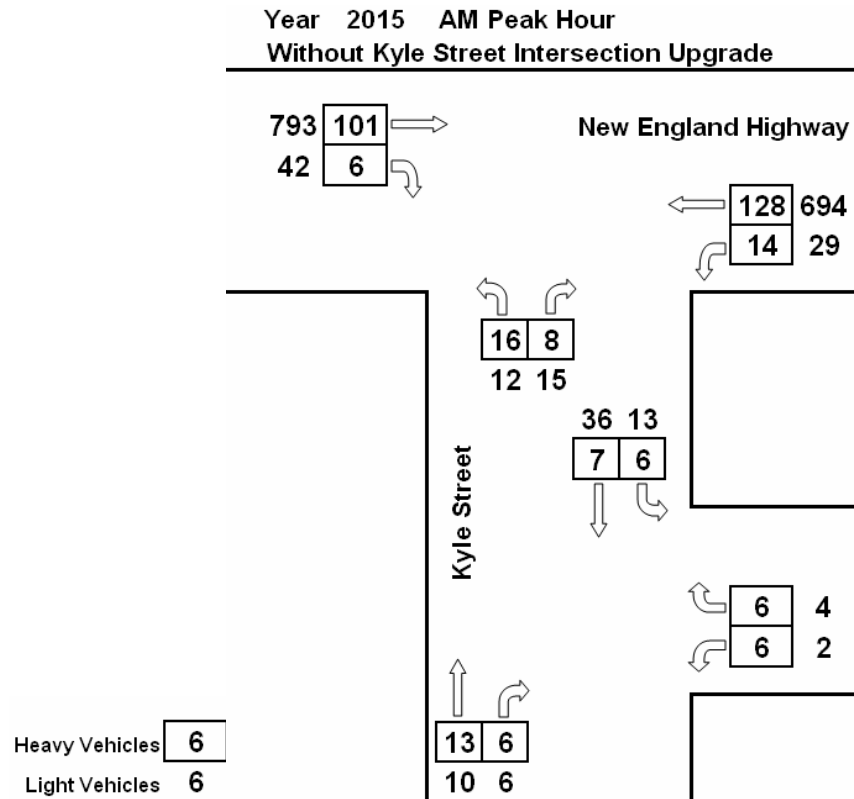 Year 2015 AM Peak Hour
Without Kyle Street Intersection Upgrade
793 101
New England Highway
42 6
128 694
14 29
16 8
12 15
36 13
7 6
Kyle Street
6 4
6 2
Heavy Vehicles 6
13 6
Light Vehicles 6
10 6